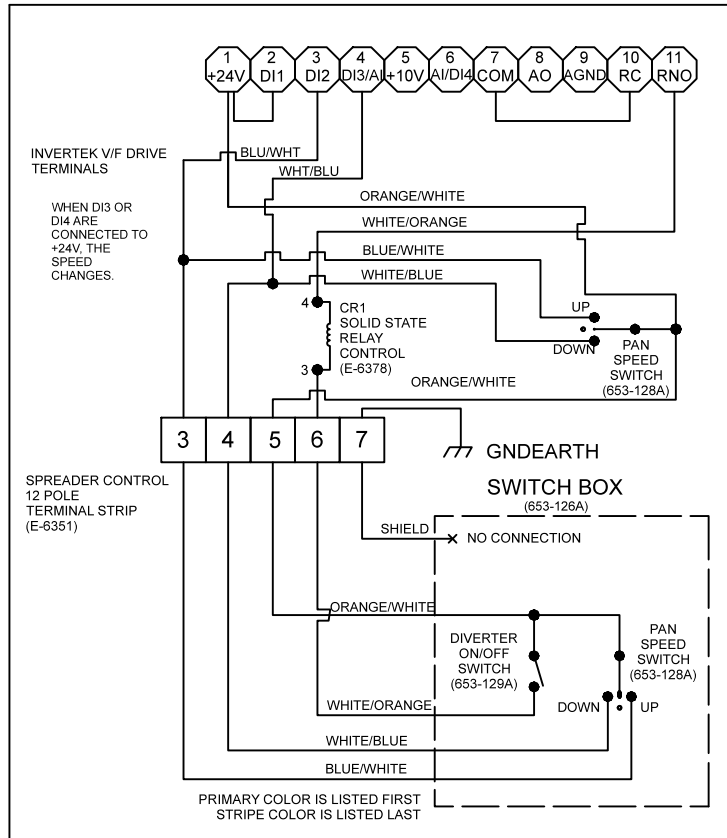 1 2 3 4 5 6 7 8 9 10 11
+24V DI1 DI2 DI3/AI +10V AI/DI4 COM AO AGND RC RNO
INVERTEK V/F DRIVE
TERMINALS
BLU/WHT
WHT/BLU
ORANGE/WHITE
WHEN DI3 OR
DI4 ARE
CONNECTED TO
+24V, THE
SPEED
CHANGES.
WHITE/ORANGE
BLUE/WHITE
WHITE/BLUE
4
CR1
SOLID STATE
RELAY
CONTROL
(E-6378)
3
UP
DOWN
PAN
SPEED
SWITCH
(653-128A)
ORANGE/WHITE
3 4 5 6 7
GNDEARTH
SPREADER CONTROL
12 POLE
TERMINAL STRIP
(E-6351)
SWITCH BOX
(653-126A)
SHIELD
NO CONNECTION
ORANGE/WHITE
DIVERTER
ON/OFF
SWITCH
(653-129A)
PAN
SPEED
SWITCH
(653-128A)
WHITE/ORANGE
DOWN
UP
WHITE/BLUE
BLUE/WHITE
PRIMARY COLOR IS LISTED FIRST
STRIPE COLOR IS LISTED LAST